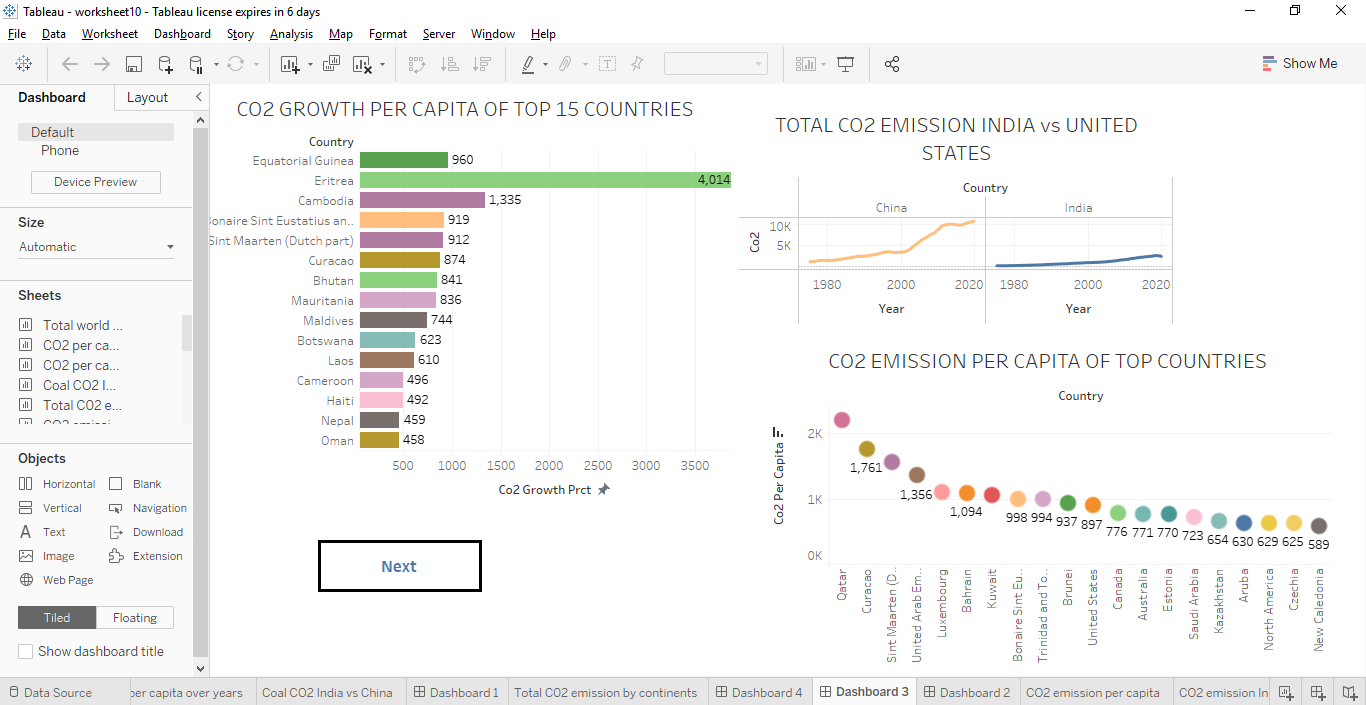 Tableau - worksheet10 - Tableau license expires in 6 days
File Data Worksheet Dashboard Story Analysis Map Format Server Window Help
Show Me
Dashboard Layout
Default
Phone
Device Preview
Size
Automatic
Sheets
Total world ...
CO2 per ca...
CO2 per ca...
Coal CO2 I...
Total CO2 e...
Objects
Horizontal Blank
Vertical Navigation
Text Download
Image Extension
Web Page
Tiled Floating
Show dashboard title
CO2 GROWTH PER CAPITA OF TOP 15 COUNTRIES
Country
Equatorial Guinea 960
Eritrea 4,014
Cambodia 1,335
Bonaire Sint Eustatius an.. 919
Sint Maarten (Dutch part) 912
Curacao 874
Bhutan 841
Mauritania 836
Maldives 744
Botswana 623
Laos 610
Cameroon 496
Haiti 492
Nepal 459
Oman 458
500 1000 1500 2000 2500 3000 3500
Co2 Growth Prct
Next
TOTAL CO2 EMISSION INDIA vs UNITED
STATES
Country
China India
10K
5K
Co2
1980 2000 2020 1980 2000 2020
Year Year
CO2 EMISSION PER CAPITA OF TOP COUNTRIES
Country
2K
1K
0K
Co2 Per Capita
1,761 1,356 1,094 998 994 937 897 776 771 770 723 654 630 629 625 589
Qatar
Curacao
Sint Maarten (D..
United Arab Em..
Luxembourg
Bahrain
Kuwait
Bonaire Sint Eu..
Trinidad and To..
Brunei
United States
Canada
Australia
Estonia
Saudi Arabia
Kazakhstan
Aruba
North America
Czechia
New Caledonia
Data Source per capita over years Coal CO2 India vs China Dashboard 1 Total CO2 emission by continents Dashboard 4 Dashboard 3 Dashboard 2 CO2 emission per capita CO2 emission In